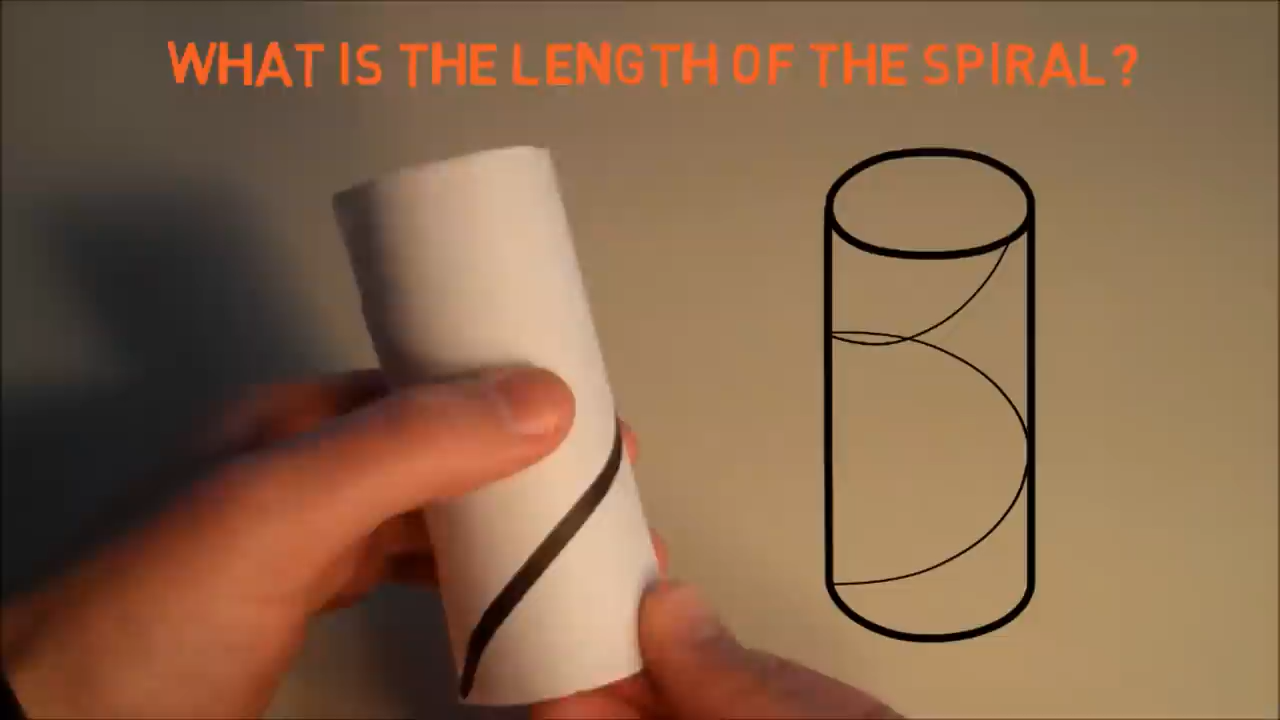 WHAT IS THE LENGTH OF THE SPIRAL?